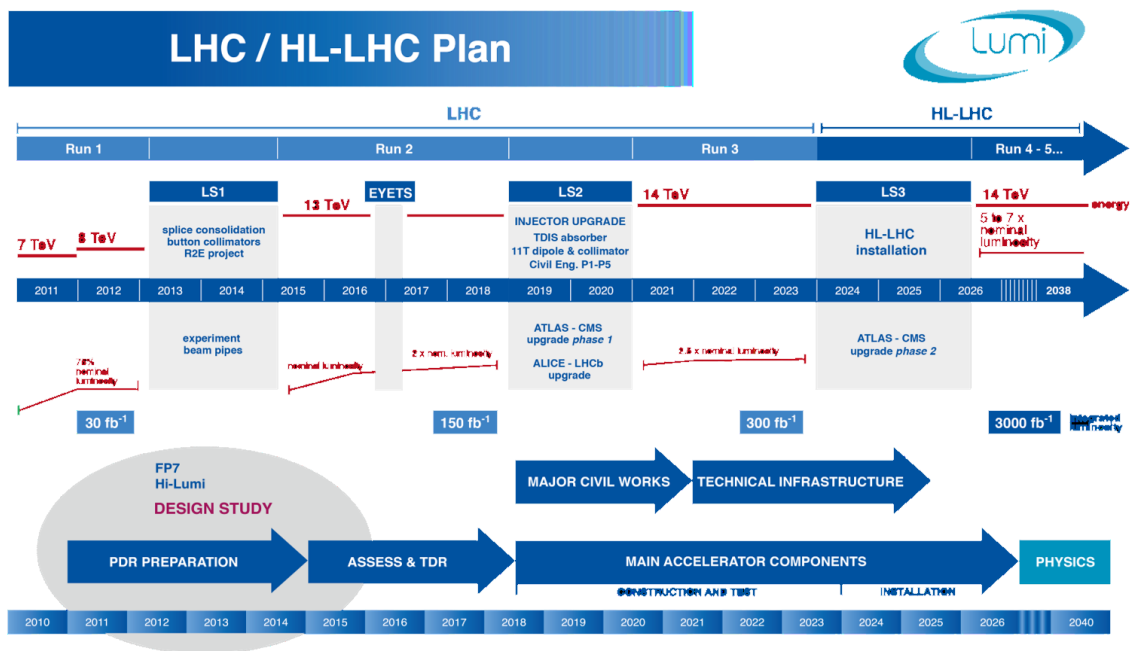 LHC / HL-LHC Plan
Lumi
LHC
HL-LHC
Run 1
Run 2
Run 3
Run 4 - 5...
LS1
EYETS
LS2
LS3
13 TeV
14 TeV
14 TeV
energy
splice consolidation
button collimators
R2E project
INJECTOR UPGRADE
TDIS absorber
11T dipole & collimator
Civil Eng. P1-P5
HL-LHC
installation
5 to 7 x
nominal
luminosity
7 TeV
8 TeV
2011 2012 2013 2014 2015 2016 2017 2018 2019 2020 2021 2022 2023 2024 2025 2026 2038
experiment
beam pipes
ATLAS - CMS
upgrade phase 1
ALICE - LHCb
upgrade
ATLAS - CMS
upgrade phase 2
nominal
luminosity
nominal luminosity
2 x nom. luminosity
nominal luminosity
30 fb-1
150 fb-1
300 fb-1
3000 fb-1
integrated
luminosity
FP7
Hi-Lumi
DESIGN STUDY
MAJOR CIVIL WORKS
TECHNICAL INFRASTRUCTURE
PDR PREPARATION
ASSESS & TDR
MAIN ACCELERATOR COMPONENTS
PHYSICS
CONSTRUCTION AND TEST
INSTALLATION
2010 2011 2012 2013 2014 2015 2016 2017 2018 2019 2020 2021 2022 2023 2024 2025 2026 2040